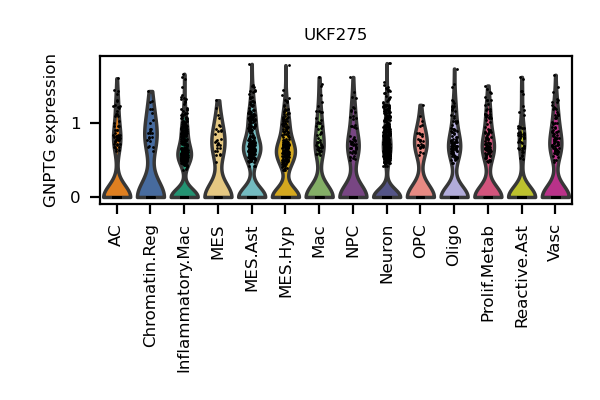 UKF275
GNPTG expression
1
0
AC
Chromatin.Reg
Inflammatory.Mac
MES
MES.Ast
MES.Hyp
Mac
NPC
Neuron
OPC
Oligo
Prolif.Metab
Reactive.Ast
Vasc